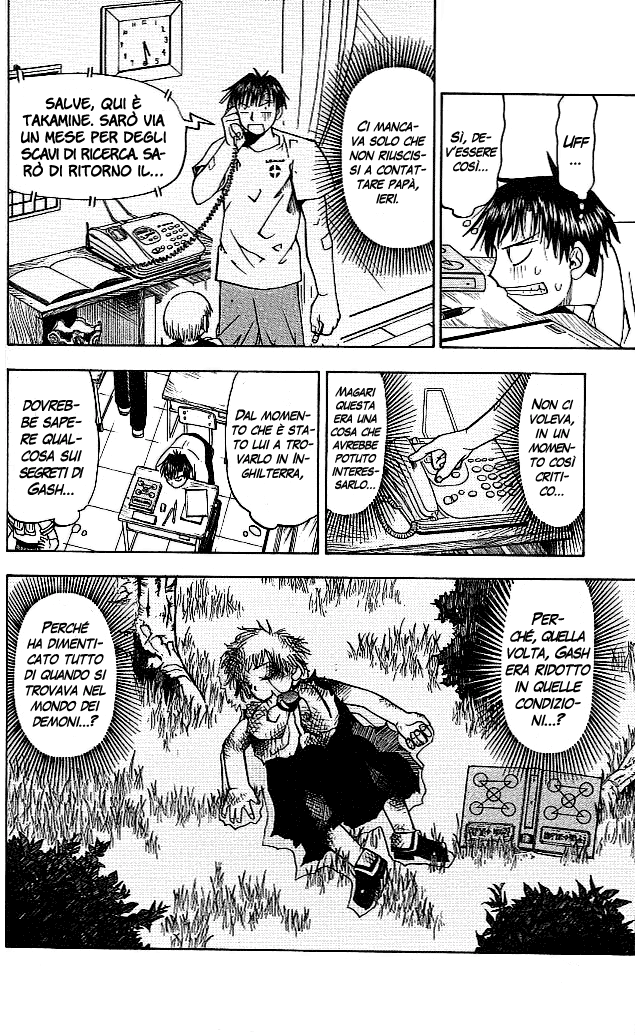 UFF
...
SÌ, DE-
V'ESSERE
COSÌ...
CI MANCA-
VA SOLO CHE
NON RIUSCIS-
SI A CONTAT-
TARE PAPÀ,
IERI.
SALVE, QUI È
TAKAMINE. SARÒ VIA
UN MESE PER DEGLI
SCAVI DI RICERCA. SA-
RÒ DI RITORNO IL...
NON CI
VOLEVA,
IN UN
MOMEN-
TO COSÌ
CRITI-
CO...
MAGARI
QUESTA
ERA UNA
COSA CHE
AVREBBE
POTUTO
INTERES-
SARLO...
DAL MOMEN-
TO CHE È STA-
TO LUI A TRO-
VARLO IN IN-
GHILTERRA,
DOVREB-
BE SAPE-
RE QUAL-
COSA SUI
SEGRETI DI
GASH...
PER-
CHÉ, QUELLA
VOLTA, GASH
ERA RIDOTTO
IN QUELLE
CONDIZIO-
NI...?
PERCHÉ
HA DIMENTI-
CATO TUTTO
DI QUANDO SI
TROVAVA NEL
MONDO DEI
DEMONI...?